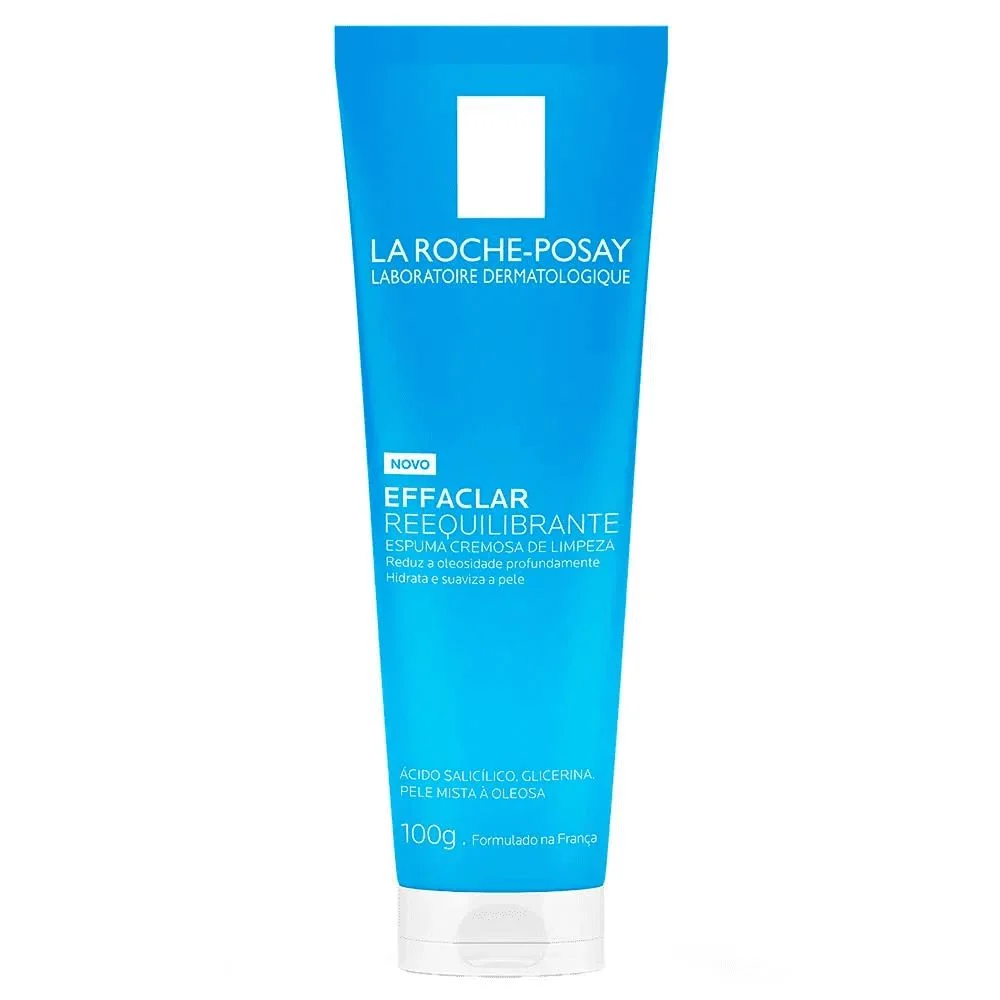 LA ROCHE-POSAY
LABORATOIRE DERMATOLOGIQUE
NOVO
EFFACLAR
REEQUILIBRANTE
ESPUMA CREMOSA DE LIMPEZA
Reduz a oleosidade profundamente
Hidrata e suaviza a pele
ÁCIDO SALICÍLICO. GLICERINA.
PELE MISTA À OLEOSA
100g . Formulado na França